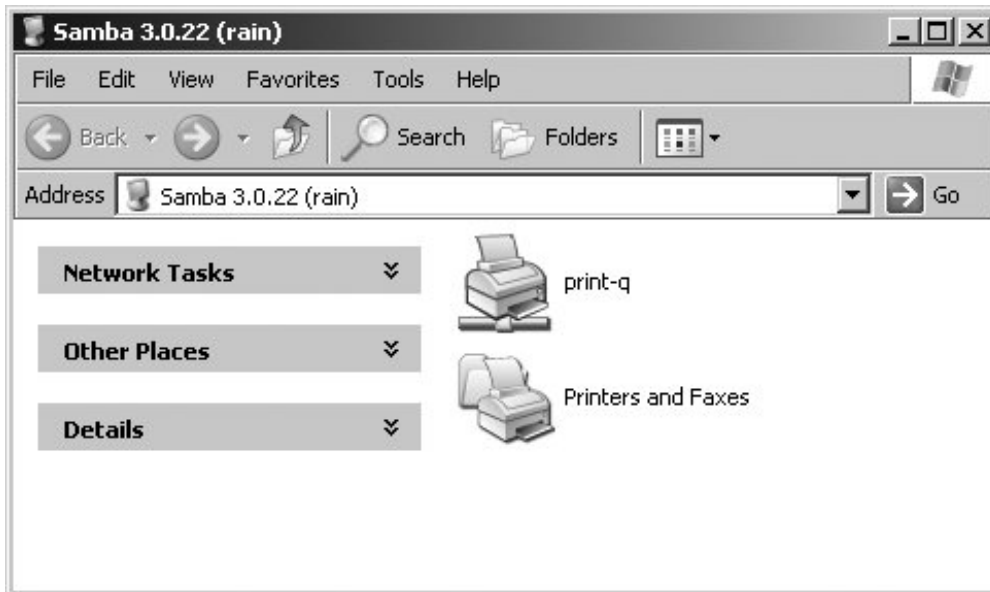 Samba 3.0.22 (rain)
File Edit View Favorites Tools Help
Back Search Folders
Address Samba 3.0.22 (rain) Go
Network Tasks
print-q
Other Places
Printers and Faxes
Details